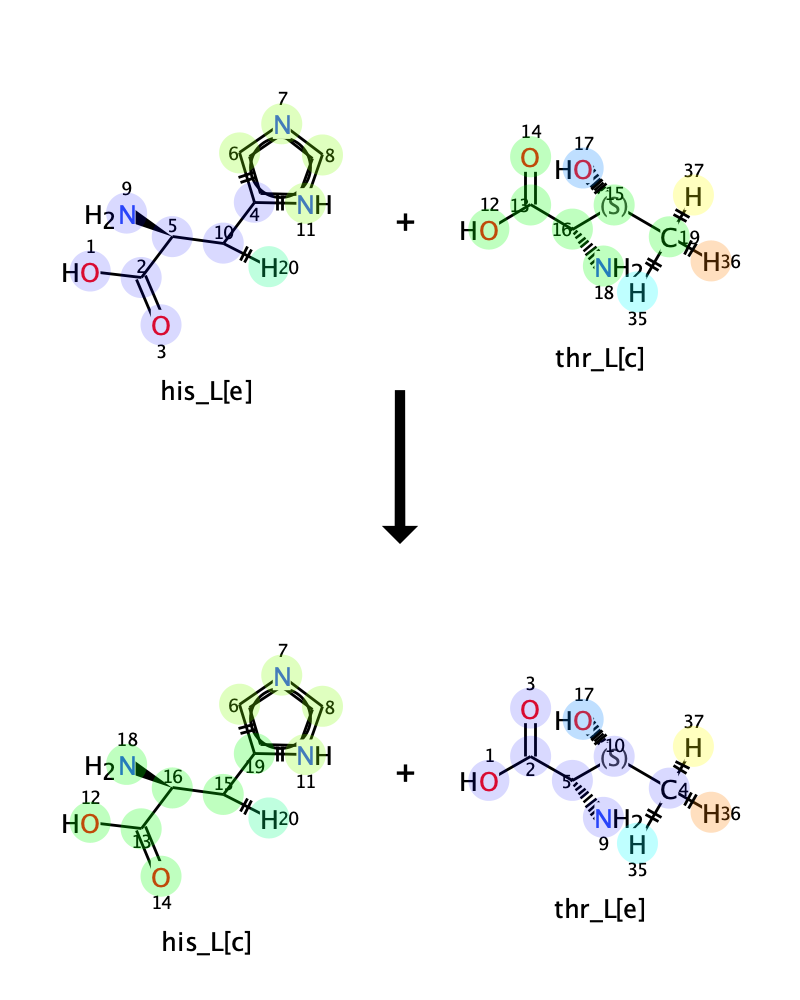 7
6
8
9
H₂N
5
10
4
NH
11
1
HO
2
H20
O
3
his_L[e]
+
14
17
37
O
HO
H
12
13
15
(S)
HO
16
C19
NH2
H36
18
H
35
thr_L[c]
7
N
6
8
18
H₂N
16
15
19
NH
11
12
HO
13
H20
O
14
his_L[c]
+
3
17
37
O
HO
H
1
2
10
(S)
HO
5
C4
NH2
H36
9
H
35
thr_L[e]